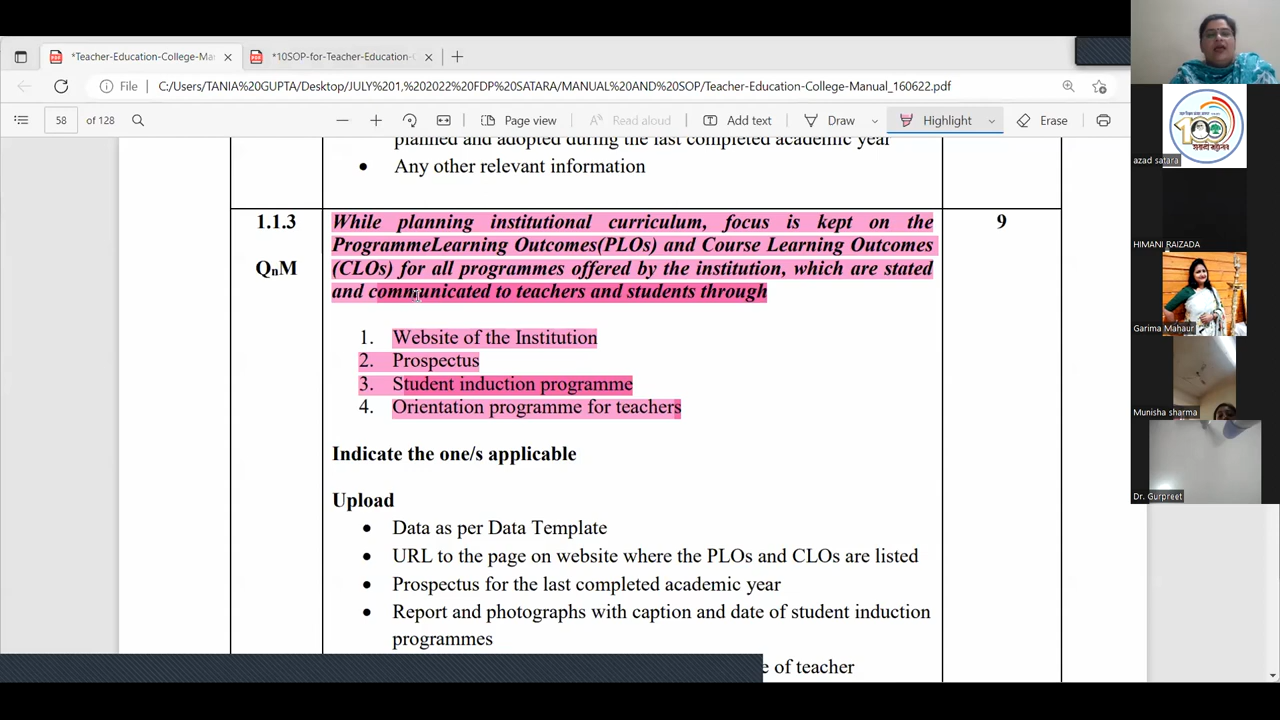 *Teacher-Education-College-Ma
*10SOP-for-Teacher-Education-
File
C:/Users/TANIA%20GUPTA/Desktop/JULY%201,%202022%20FDP%20SATARA/MANUAL%20AND%20SOP/Teacher-Education-College-Manual_160622.pdf
58 of 128
Page view
Read aloud
Add text
Draw
Highlight
Erase
planned and adopted during the last completed academic year
• Any other relevant information
1.1.3
QnM
While planning institutional curriculum, focus is kept on the
ProgrammeLearning Outcomes(PLOs) and Course Learning Outcomes
(CLOs) for all programmes offered by the institution, which are stated
and communicated to teachers and students through
9
1. Website of the Institution
2. Prospectus
3. Student induction programme
4. Orientation programme for teachers
Indicate the one/s applicable
Upload
• Data as per Data Template
• URL to the page on website where the PLOs and CLOs are listed
• Prospectus for the last completed academic year
• Report and photographs with caption and date of student induction
programmes
e of teacher
azad satara
HIMANI RAIZADA
Garima Mahaur
Munisha sharma
Dr. Gurpreet